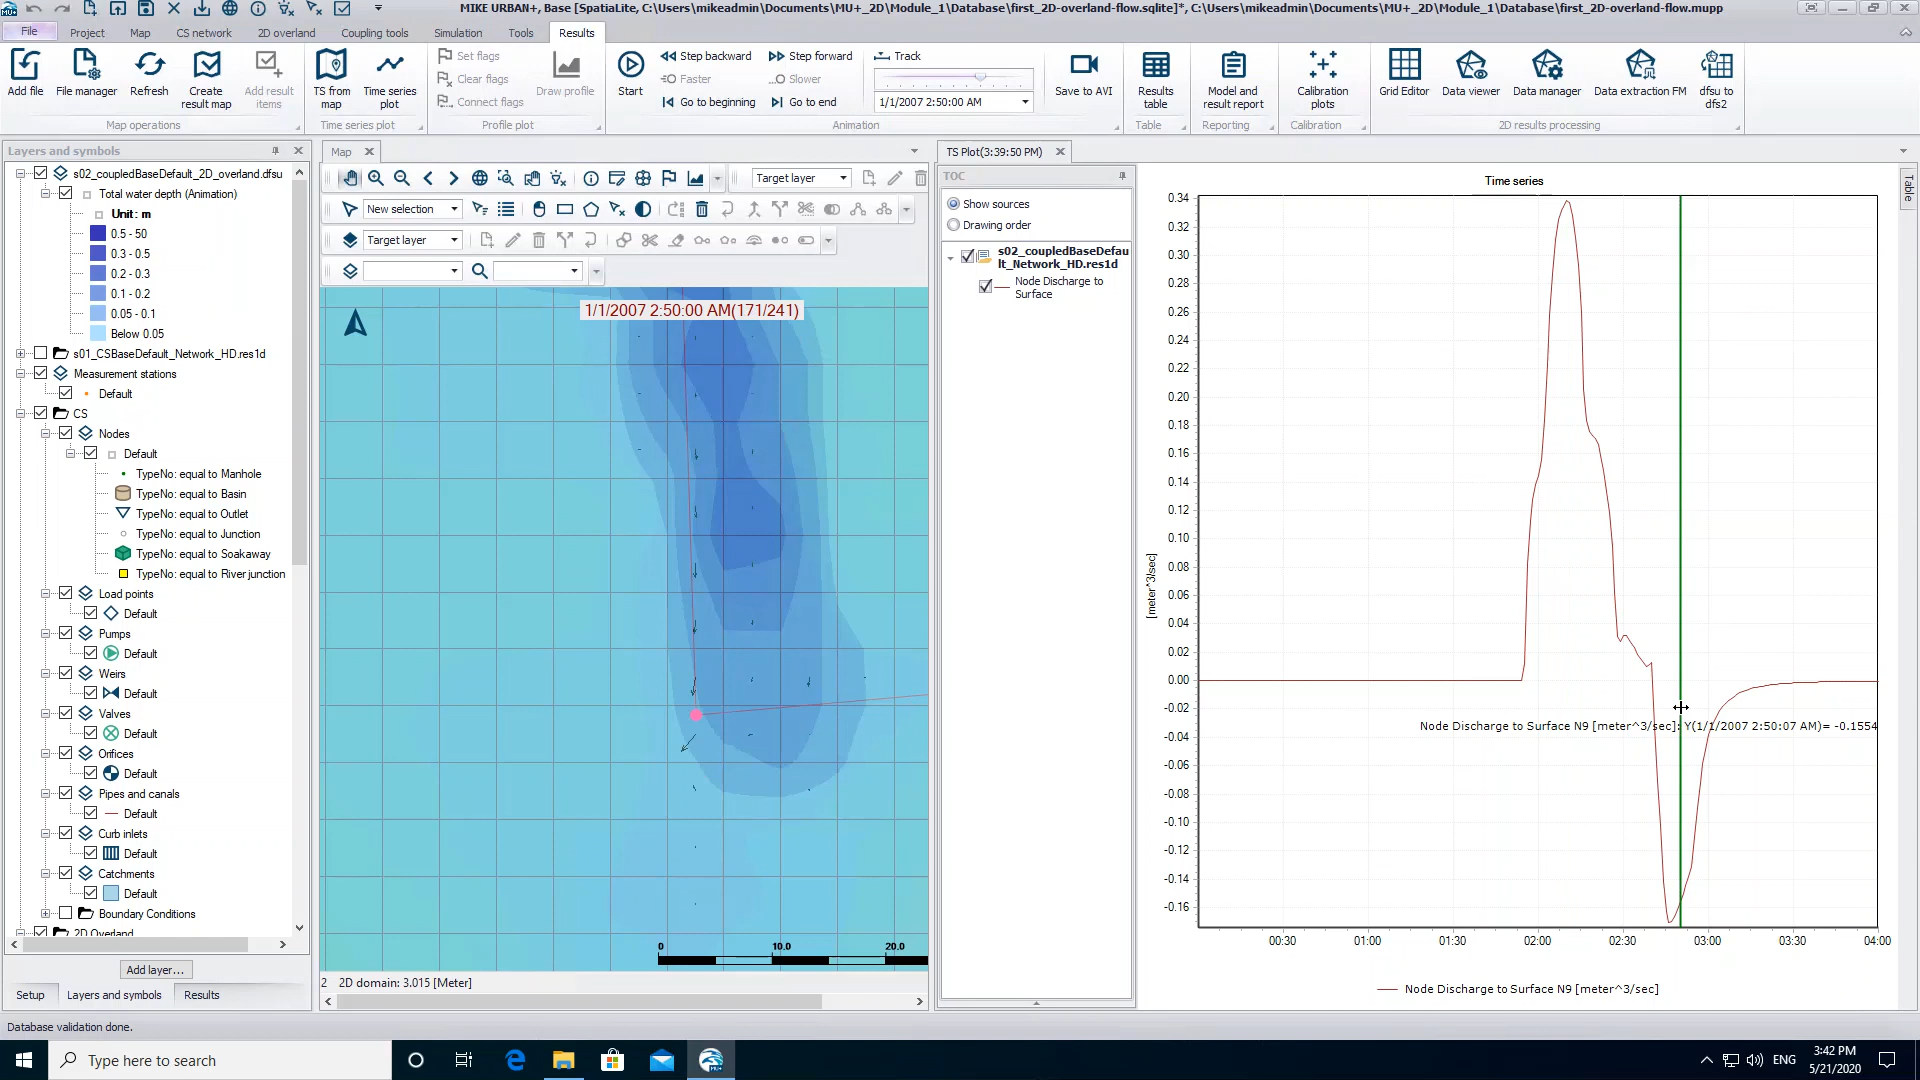 MIKE URBAN+, Base [SpatiaLite, C:\Users\mikeadmin\Documents\MU+_2D\Module_1\Database\first_2D-overland-flow.sqlite]*, C:\Users\mikeadmin\Documents\MU+_2D\Module_1\Database\first_2D-overland-flow.mupp
File Project Map CS network 2D overland Coupling tools Simulation Tools Results
Add file
File manager
Refresh
Create result map
Add result items
Map operations
TS from map
Time series plot
Time series plot
Set flags
Clear flags
Connect flags
Draw profile
Profile plot
Start
Step backward
Faster
Go to beginning
Step forward
Slower
Go to end
Track
1/1/2007 2:50:00 AM
Animation
Save to AVI
Results table
Table
Model and result report
Reporting
Calibration plots
Calibration
Grid Editor
Data viewer
Data manager
Data extraction FM
dfsu to dfs2
2D results processing
Layers and symbols
s02_coupledBaseDefault_2D_overland.dfsu
Total water depth (Animation)
Unit: m
0.5 - 50
0.3 - 0.5
0.2 - 0.3
0.1 - 0.2
0.05 - 0.1
Below 0.05
s01_CSBaseDefault_Network_HD.res1d
Measurement stations
Default
CS
Nodes
Default
TypeNo: equal to Manhole
TypeNo: equal to Basin
TypeNo: equal to Outlet
TypeNo: equal to Junction
TypeNo: equal to Soakaway
TypeNo: equal to River junction
Load points
Default
Pumps
Default
Weirs
Default
Valves
Default
Orifices
Default
Pipes and canals
Default
Curb inlets
Default
Catchments
Default
Boundary Conditions
2D Overland
Add layer...
Setup Layers and symbols Results
Map
Target layer
New selection
Target layer
1/1/2007 2:50:00 AM(171/241)
0 10.0 20.0
2 2D domain: 3.015 [Meter]
TS Plot(3:39:50 PM)
TOC
Show sources
Drawing order
s02_coupledBaseDefau
lt_Network_HD.res1d
Node Discharge to
Surface
Time series
0.34
0.32
0.30
0.28
0.26
0.24
0.22
0.20
0.18
0.16
0.14
0.12
0.10
0.08
0.06
0.04
0.02
0.00
-0.02
-0.04
-0.06
-0.08
-0.10
-0.12
-0.14
-0.16
[meter^3/sec]
Node Discharge to Surface N9 [meter^3/sec]: Y(1/1/2007 2:50:07 AM)= -0.1554
00:30 01:00 01:30 02:00 02:30 03:00 03:30 04:00
Node Discharge to Surface N9 [meter^3/sec]
Table
Database validation done.
Type here to search
ENG
3:42 PM
5/21/2020